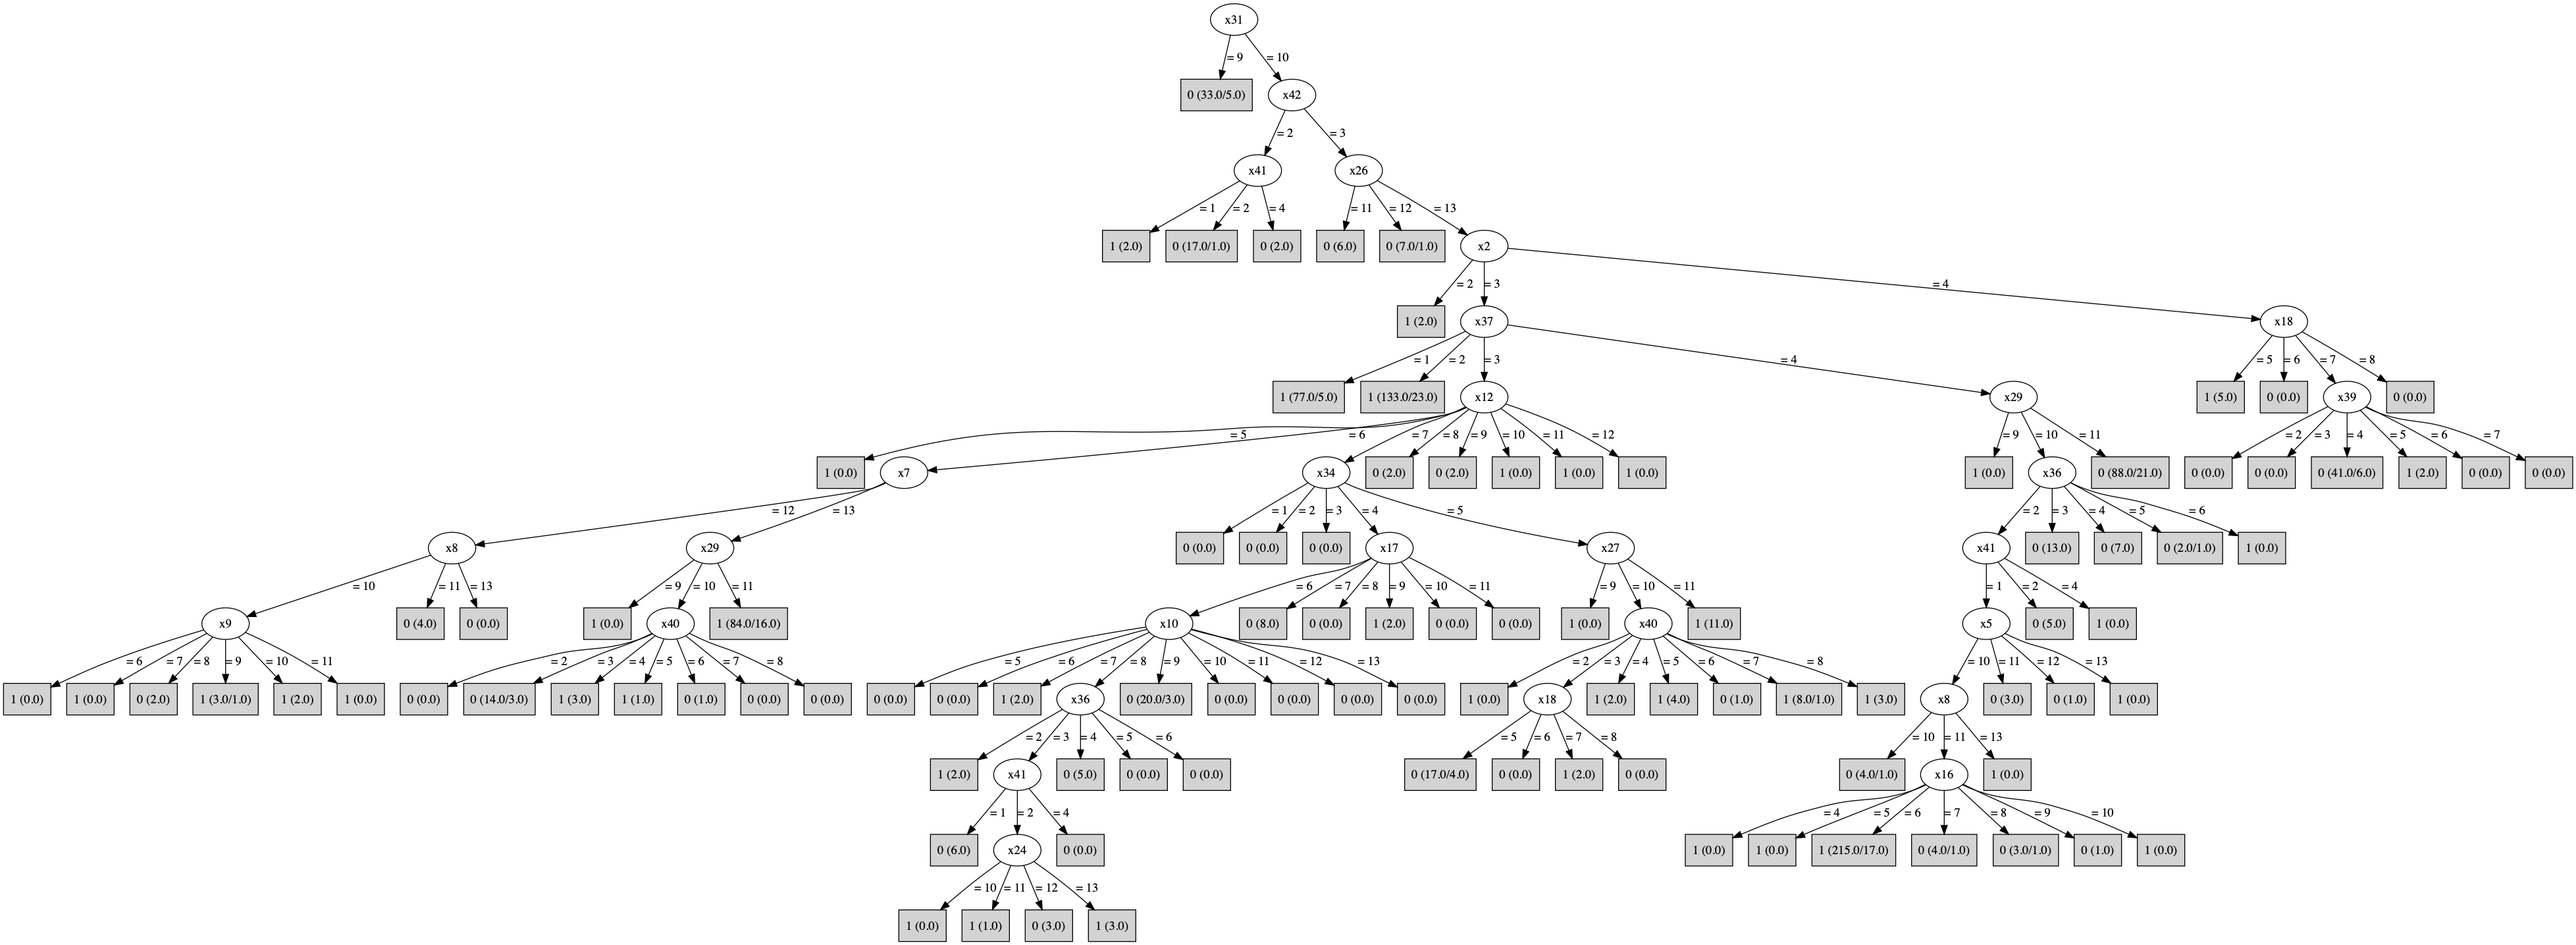 x31
= 9 = 10
0 (33.0/5.0) x42
= 2 = 3
x41 x26
= 1 = 2 = 4 = 11 = 12 = 13
1 (2.0) 0 (17.0/1.0) 0 (2.0) 0 (6.0) 0 (7.0/1.0) x2
= 2 = 3 = 4
1 (2.0) x37 x18
= 1 = 2 = 3 = 4 = 5 = 6 = 7 = 8
1 (77.0/5.0) 1 (133.0/23.0) x12 x29 1 (5.0) 0 (0.0) x39 0 (0.0)
= 5 = 6 = 7 = 8 = 9 = 10 = 11 = 12 = 9 = 10 = 11 = 2 = 3 = 4 = 5 = 6 = 7
1 (0.0) x7 x34 0 (2.0) 0 (2.0) 1 (0.0) 1 (0.0) 1 (0.0) 1 (0.0) x36 0 (88.0/21.0) 0 (0.0) 0 (0.0) 0 (41.0/6.0) 1 (2.0) 0 (0.0) 0 (0.0)
= 12 = 13 = 1 = 2 = 3 = 4 = 5 = 2 = 3 = 4 = 5 = 6
x8 x29 0 (0.0) 0 (0.0) 0 (0.0) x17 x27 x41 0 (13.0) 0 (7.0) 0 (2.0/1.0) 1 (0.0)
= 10 = 11 = 13 = 9 = 10 = 11 = 6 = 7 = 8 = 9 = 10 = 11 = 9 = 10 = 11 = 1 = 2 = 4
x9 0 (4.0) 0 (0.0) 1 (0.0) x40 1 (84.0/16.0) x10 0 (8.0) 0 (0.0) 1 (2.0) 0 (0.0) 0 (0.0) 1 (0.0) x40 1 (11.0) x5 0 (5.0) 1 (0.0)
= 6 = 7 = 8 = 9 = 10 = 11 = 2 = 3 = 4 = 5 = 6 = 7 = 8 = 5 = 6 = 7 = 8 = 9 = 10 = 11 = 12 = 13 = 2 = 3 = 4 = 5 = 6 = 7 = 8 = 10 = 11 = 12 = 13
1 (0.0) 1 (0.0) 0 (2.0) 1 (3.0/1.0) 1 (2.0) 1 (0.0) 0 (0.0) 0 (14.0/3.0) 1 (3.0) 1 (1.0) 0 (1.0) 0 (0.0) 0 (0.0) 0 (0.0) 0 (0.0) 1 (2.0) x36 0 (20.0/3.0) 0 (0.0) 0 (0.0) 0 (0.0) 0 (0.0) 1 (0.0) x18 1 (2.0) 1 (4.0) 0 (1.0) 1 (8.0/1.0) 1 (3.0) x8 0 (3.0) 0 (1.0) 1 (0.0)
= 2 = 3 = 4 = 5 = 6 = 5 = 6 = 7 = 8 = 10 = 11 = 13
1 (2.0) x41 0 (5.0) 0 (0.0) 0 (0.0) 0 (17.0/4.0) 0 (0.0) 1 (2.0) 0 (0.0) 0 (4.0/1.0) x16 1 (0.0)
= 1 = 2 = 4 = 4 = 5 = 6 = 7 = 8 = 9 = 10
0 (6.0) x24 0 (0.0) 1 (0.0) 1 (0.0) 1 (215.0/17.0) 0 (4.0/1.0) 0 (3.0/1.0) 0 (1.0) 1 (0.0)
= 10 = 11 = 12 = 13
1 (0.0) 1 (1.0) 0 (3.0) 1 (3.0)